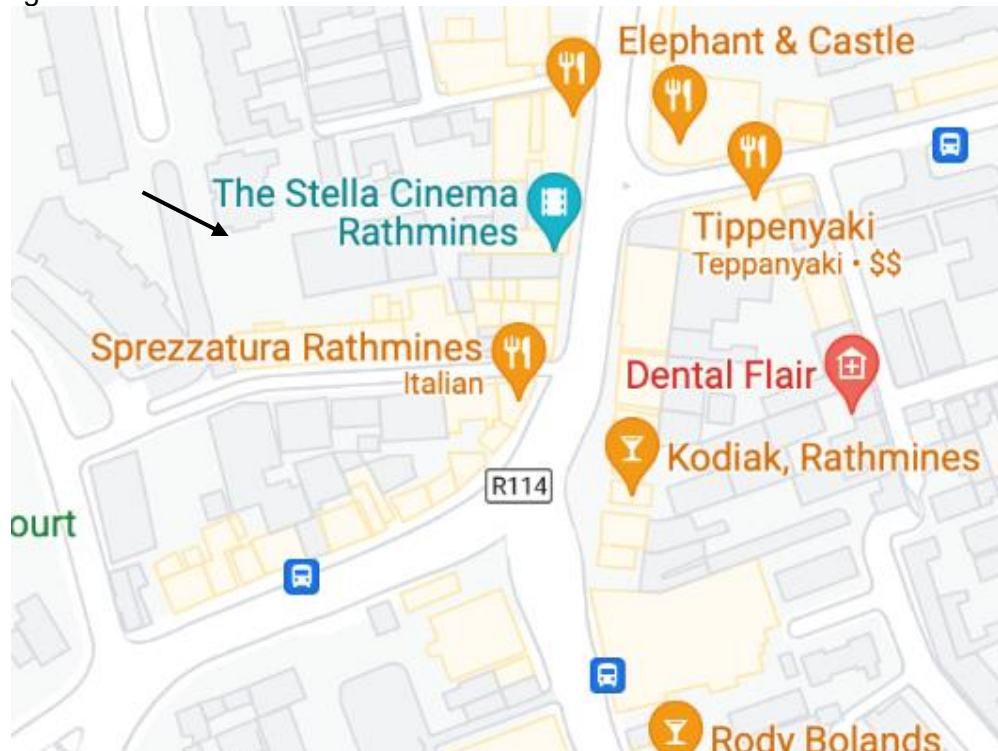 Elephant & Castle
The Stella Cinema
Rathmines
Tippenyaki
Teppanyaki • $$
Sprezzatura Rathmines
Italian
Dental Flair
Kodiak, Rathmines
R114
ourt
Rody Bolands